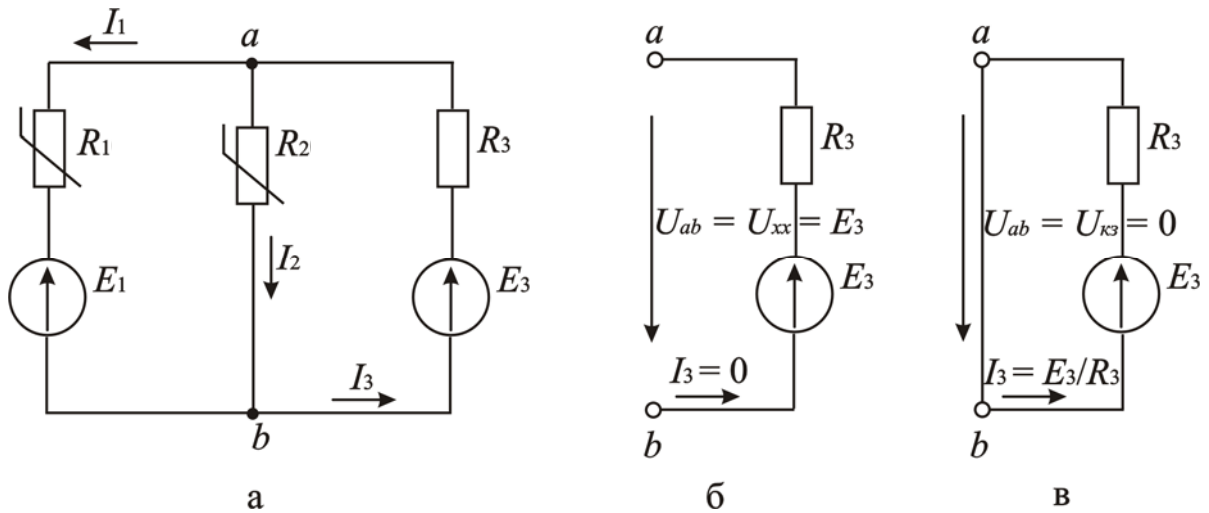 I1
a
R1
R2
R3
E1
I2
E3
I3
b
а
a
R3
Uab = Uхх = E3
E3
I3 = 0
b
б
a
R3
Uab = Uкз = 0
E3
I3 = E3/R3
b
в